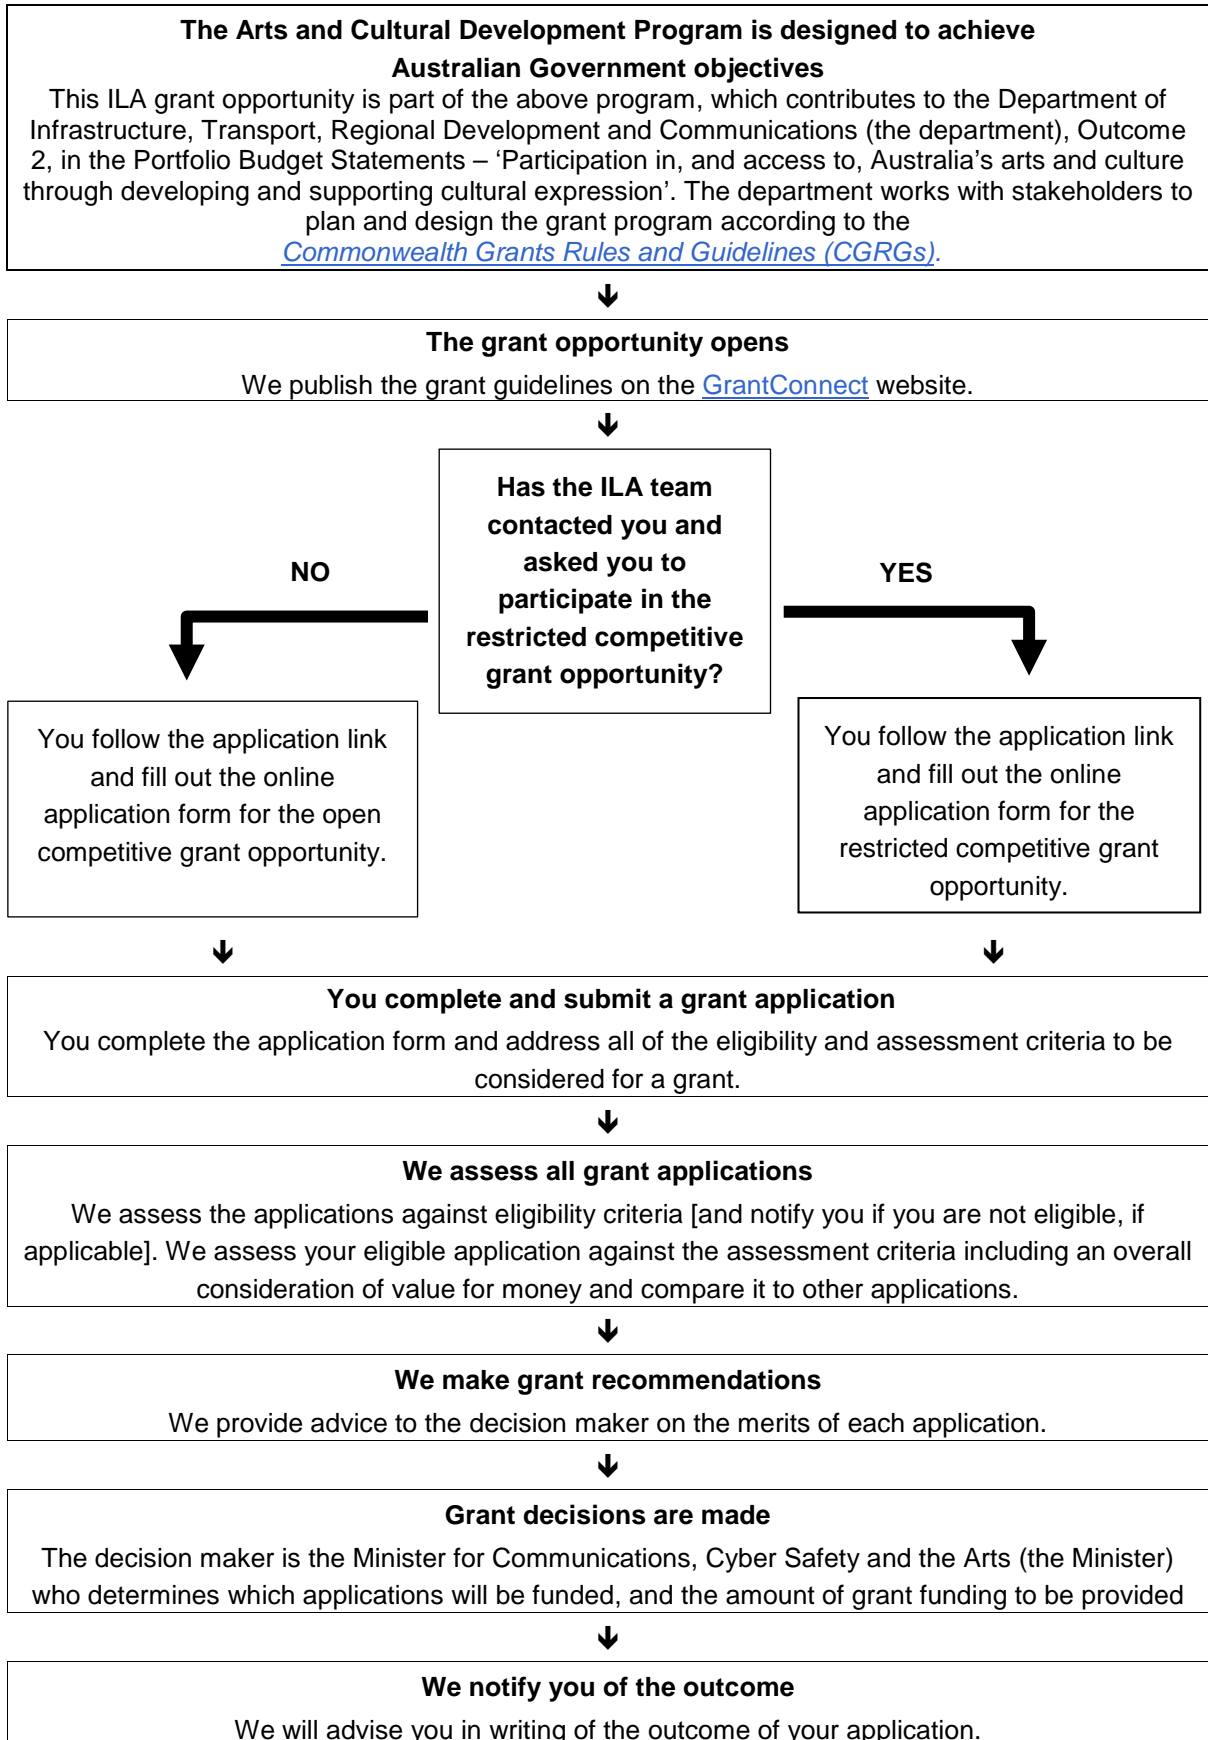 The Arts and Cultural Development Program is designed to achieve
Australian Government objectives
This ILA grant opportunity is part of the above program, which contributes to the Department of
Infrastructure, Transport, Regional Development and Communications (the department), Outcome
2, in the Portfolio Budget Statements – ‘Participation in, and access to, Australia’s arts and culture
through developing and supporting cultural expression’. The department works with stakeholders to
plan and design the grant program according to the
Commonwealth Grants Rules and Guidelines (CGRGs).
The grant opportunity opens
We publish the grant guidelines on the GrantConnect website.
Has the ILA team
contacted you and
asked you to
participate in the
restricted competitive
grant opportunity?
NO
YES
You follow the application link
and fill out the online
application form for the open
competitive grant opportunity.
You follow the application link
and fill out the online
application form for the
restricted competitive grant
opportunity.
You complete and submit a grant application
You complete the application form and address all of the eligibility and assessment criteria to be
considered for a grant.
We assess all grant applications
We assess the applications against eligibility criteria [and notify you if you are not eligible, if
applicable]. We assess your eligible application against the assessment criteria including an overall
consideration of value for money and compare it to other applications.
We make grant recommendations
We provide advice to the decision maker on the merits of each application.
Grant decisions are made
The decision maker is the Minister for Communications, Cyber Safety and the Arts (the Minister)
who determines which applications will be funded, and the amount of grant funding to be provided
We notify you of the outcome
We will advise you in writing of the outcome of your application.